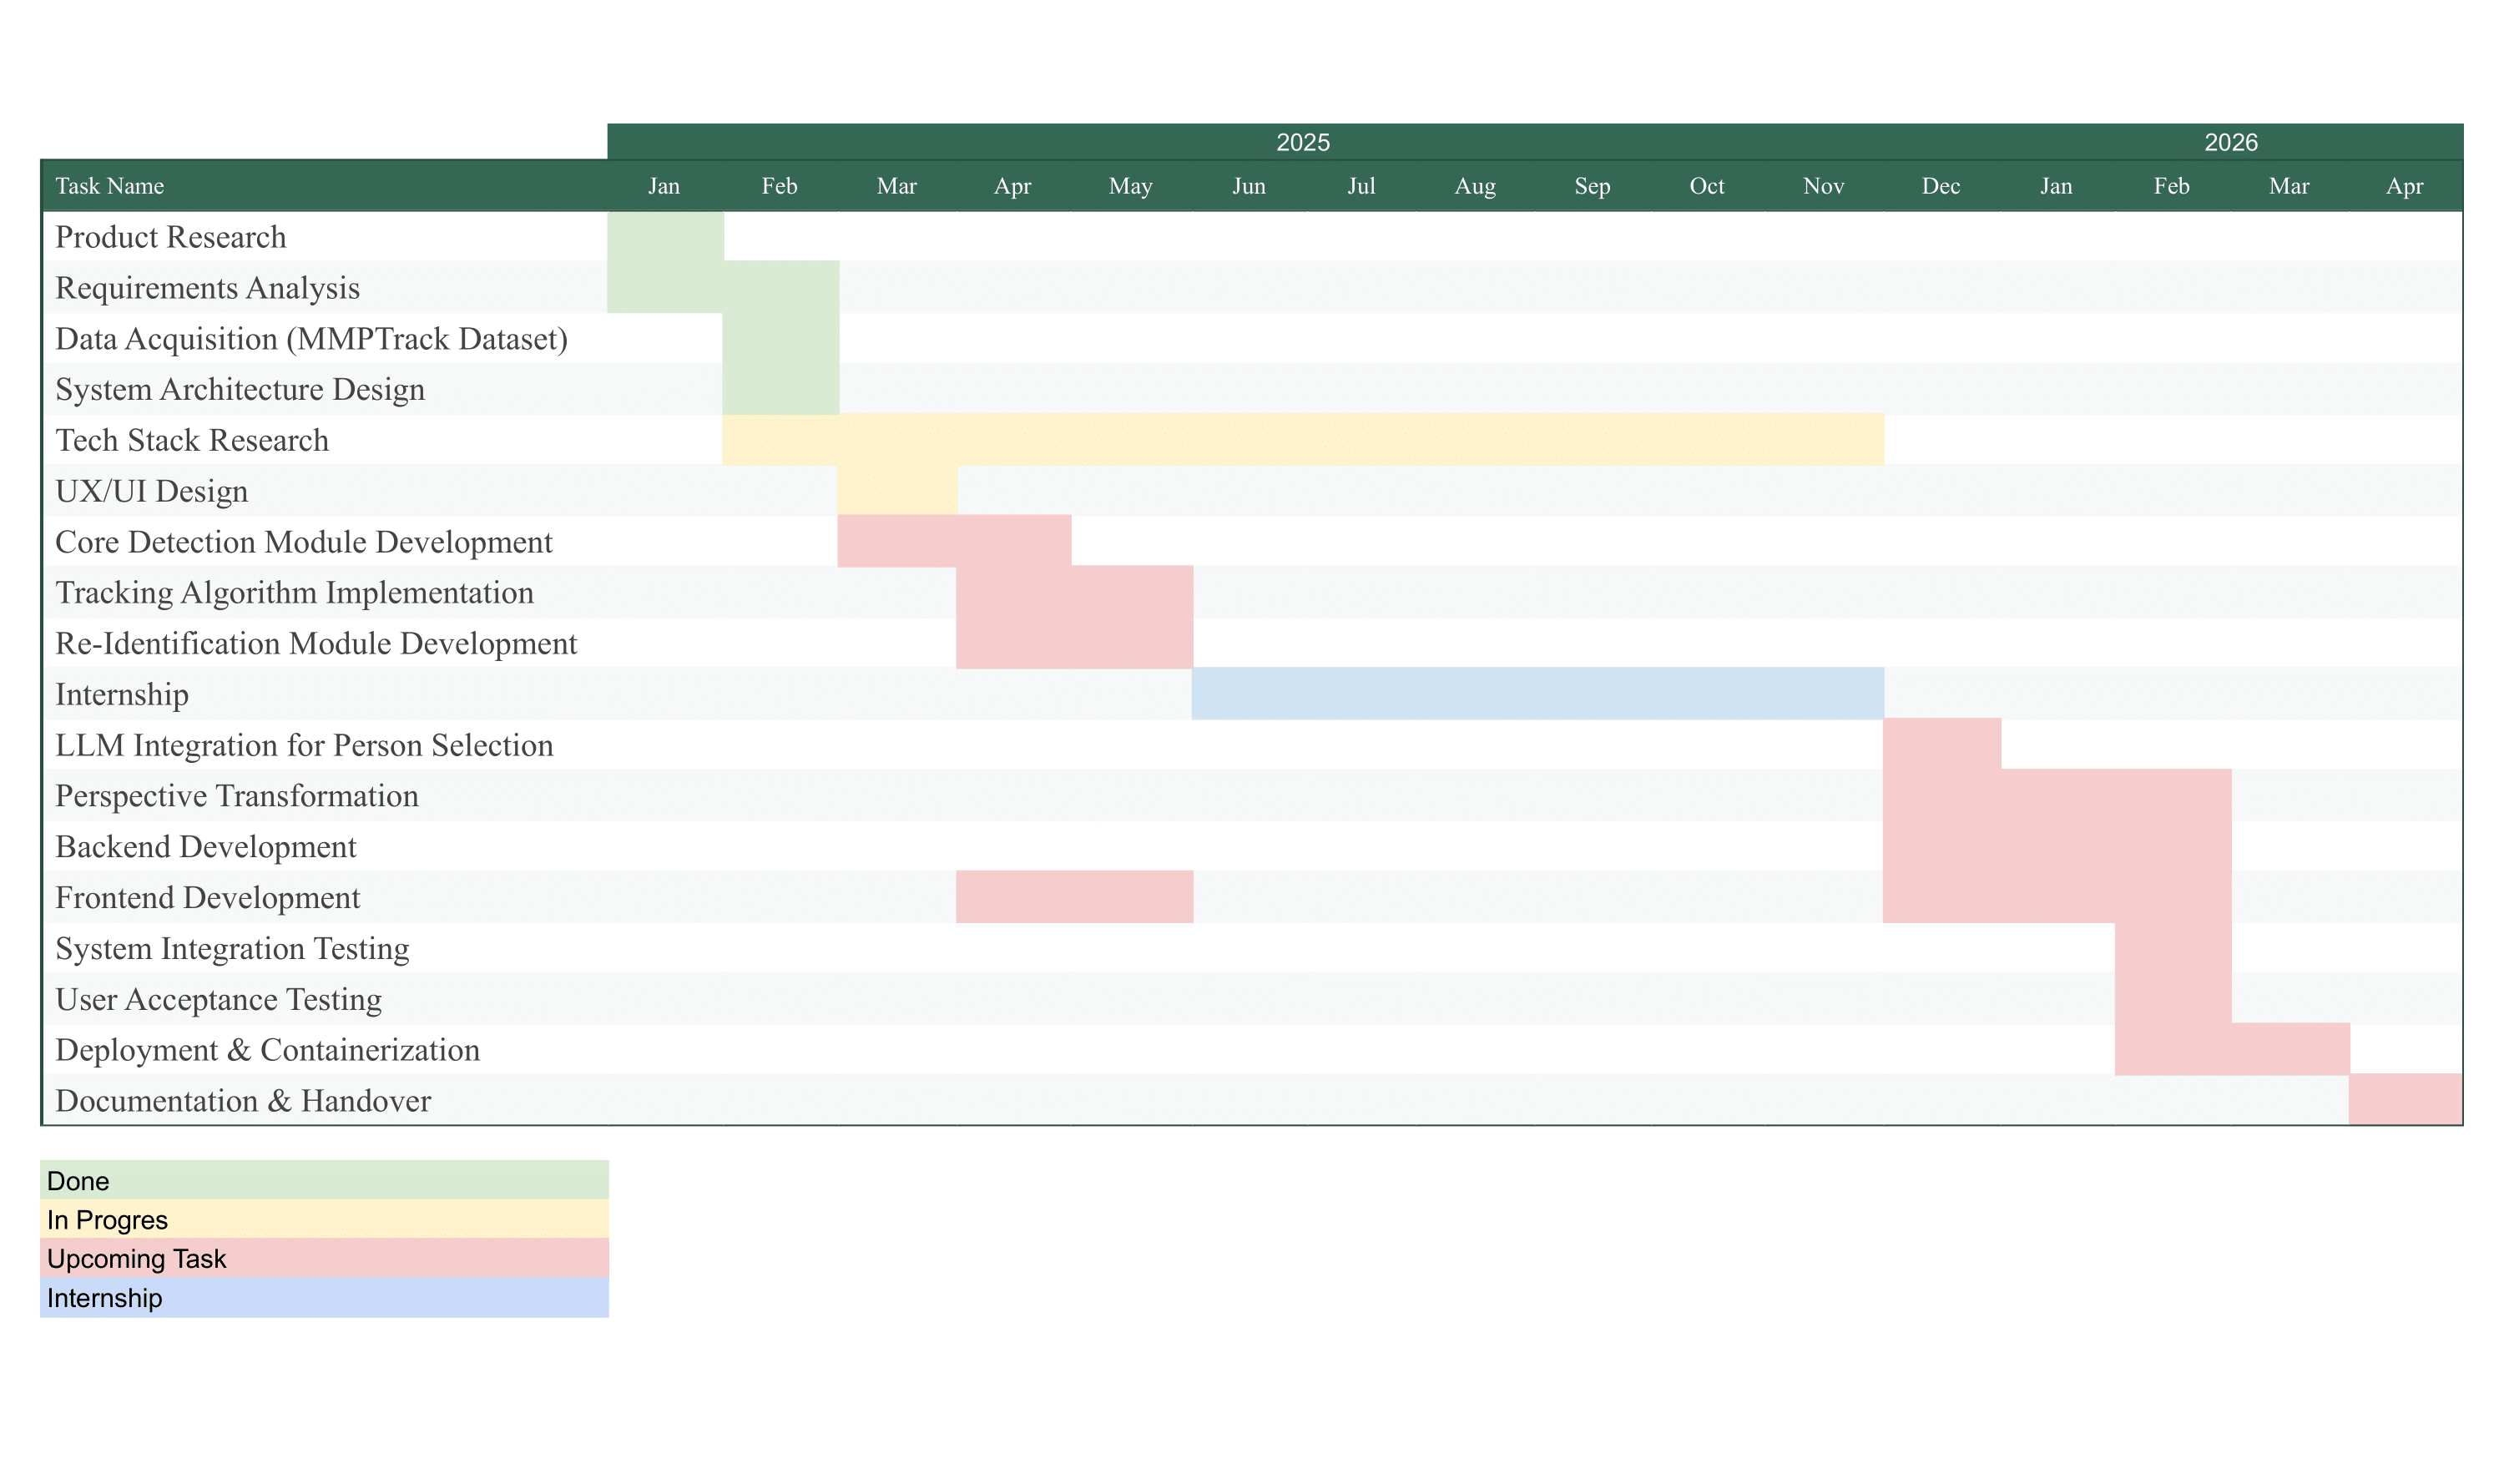 2025 2026
Task Name Jan Feb Mar Apr May Jun Jul Aug Sep Oct Nov Dec Jan Feb Mar Apr
Product Research
Requirements Analysis
Data Acquisition (MMPTrack Dataset)
System Architecture Design
Tech Stack Research
UX/UI Design
Core Detection Module Development
Tracking Algorithm Implementation
Re-Identification Module Development
Internship
LLM Integration for Person Selection
Perspective Transformation
Backend Development
Frontend Development
System Integration Testing
User Acceptance Testing
Deployment & Containerization
Documentation & Handover
Done
In Progres
Upcoming Task
Internship